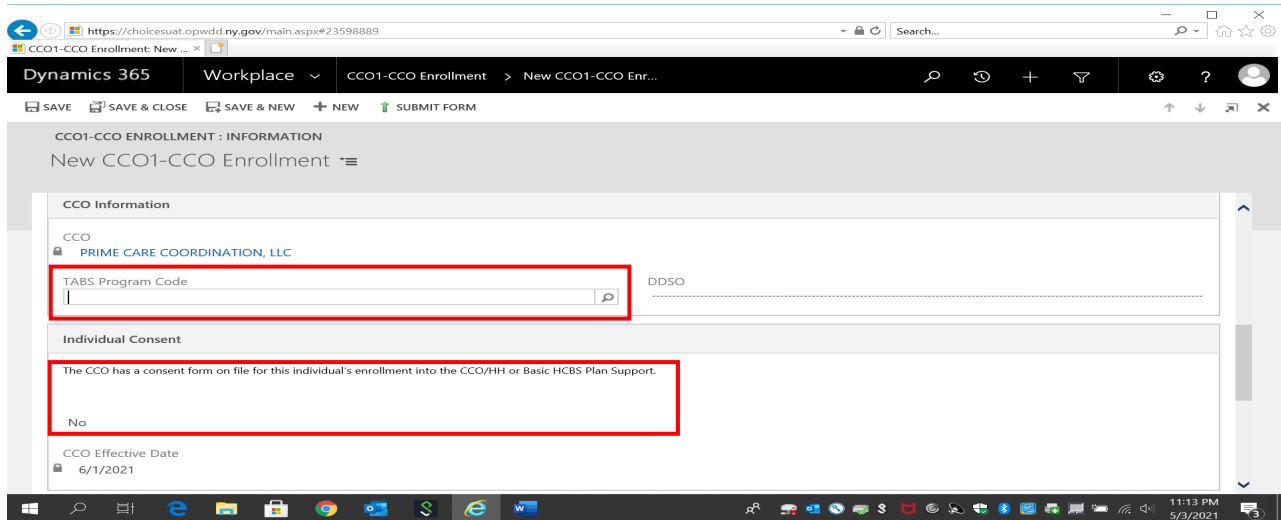 https://choicesuat.opwdd.ny.gov/main.aspx#23598889
Search...
CCO1-CCO Enrollment: New ...
Dynamics 365 Workplace CCO1-CCO Enrollment > New CCO1-CCO Enr...
SAVE SAVE & CLOSE SAVE & NEW NEW SUBMIT FORM
CCO1-CCO ENROLLMENT : INFORMATION
New CCO1-CCO Enrollment
CCO Information
CCO
PRIME CARE COORDINATION, LLC
TABS Program Code DDSO
Individual Consent
The CCO has a consent form on file for this individual's enrollment into the CCO/HH or Basic HCBS Plan Support.
No
CCO Effective Date
6/1/2021
11:13 PM
5/3/2021
3